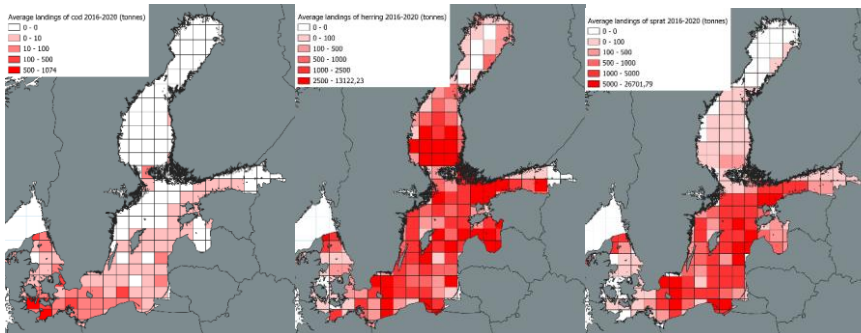 Average landings of cod 2016-2020 (tonnes)
0 - 0
0 - 10
10 - 100
100 - 500
500 - 1074
Average landings of herring 2016-2020 (tonnes)
0 - 0
0 - 100
100 - 500
500 - 1000
1000 - 2500
2500 - 13122,23
Average landings of sprat 2016-2020 (tonnes)
0 - 0
0 - 100
100 - 500
500 - 1000
1000 - 5000
5000 - 26701,79